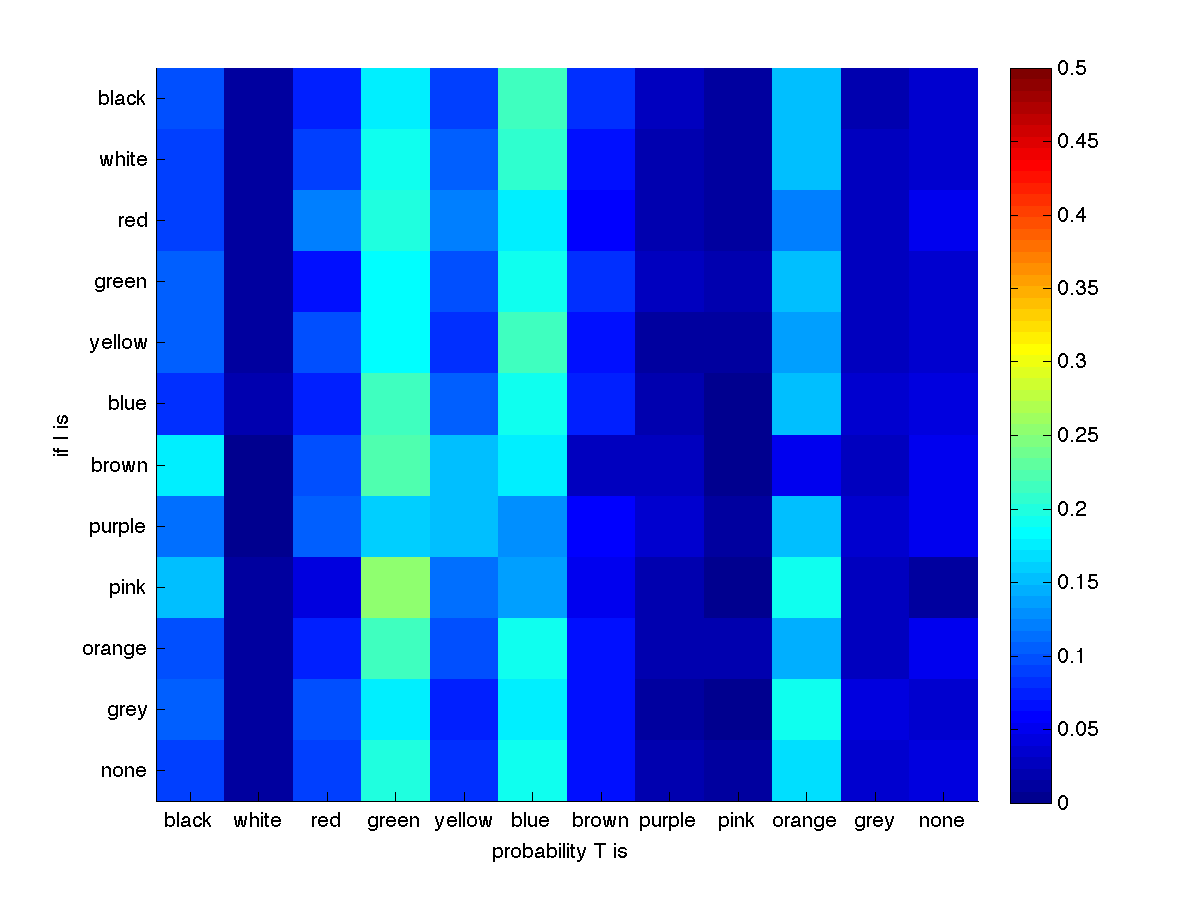 black
white
red
green
yellow
blue
brown
purple
pink
orange
grey
none
if I is
black white red green yellow blue brown purple pink orange grey none
probability T is
0.5
0.45
0.4
0.35
0.3
0.25
0.2
0.15
0.1
0.05
0